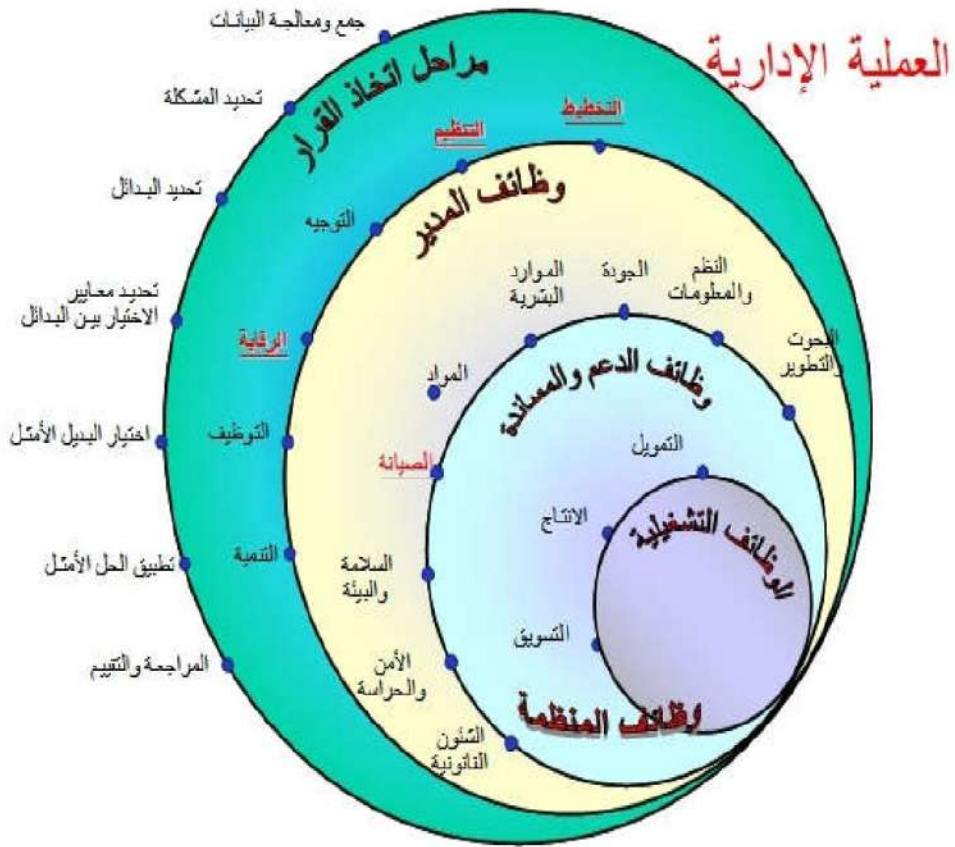 العملية الإدارية
مراحل اتخاذ القرار
جمع ومعالجة البيانات
تحديد المشكلة
تحديد البدائل
تحديد معايير
الاختيار بين البدائل
اختيار البديل الأمثل
تطبيق الحل الأمثل
المراجعة والتقييم
وظائف المدير
التخطيط
التنظيم
التوجيه
الرقابة
التوظيف
التنمية
وظائف الدعم والمساندة
البحوث
والتطوير
النظم
والمعلومات
الجودة
الموارد
البشرية
المواد
الصيانة
السلامة
والبيئة
الأمن
والحراسة
الشئون
القانونية
الوظائف التشغيلية
التمويل
الانتاج
التسويق
وظائف المنظمة